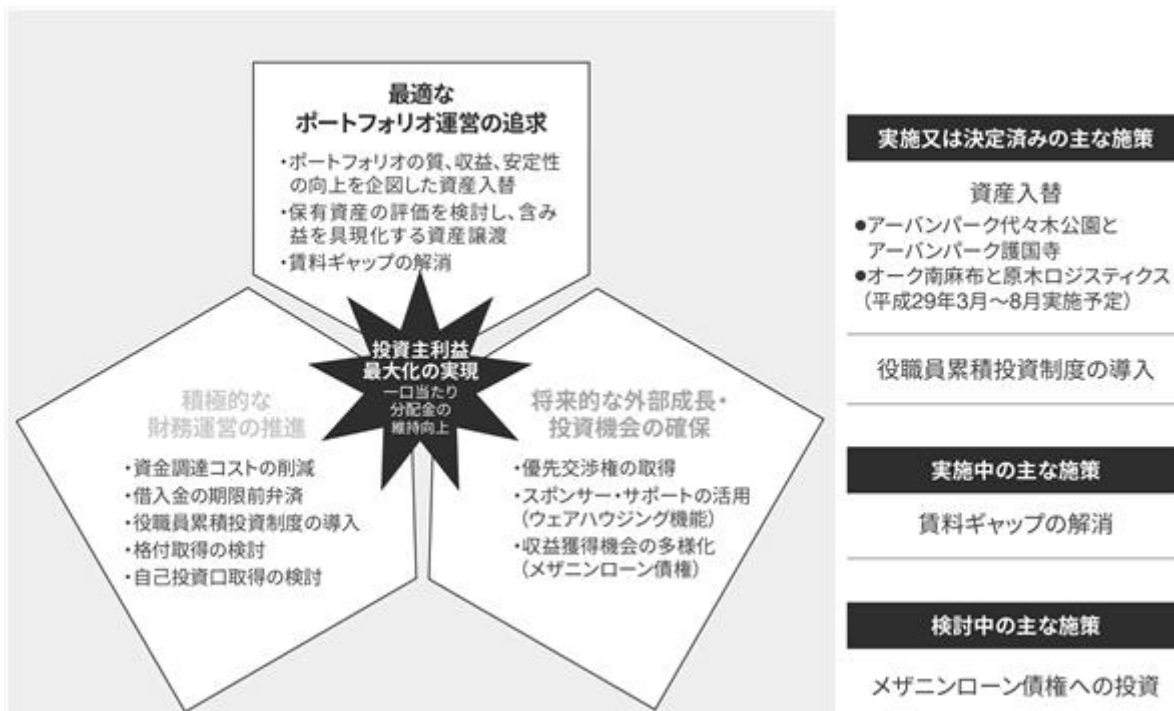 最適な
ポートフォリオ運営の追求
・ポートフォリオの質、収益、安定性
の向上を企図した資産入替
・保有資産の評価を検討し、含み
益を具現化する資産譲渡
・賃料ギャップの解消
投資主利益
最大化の実現
一口当たり
分配金の
維持向上
積極的な
財務運営の推進
・資金調達コストの削減
・借入金の期限前弁済
・役職員累積投資制度の導入
・格付取得の検討
・自己投資口取得の検討
将来的な外部成長・
投資機会の確保
・優先交渉権の取得
・スポンサー・サポートの活用
(ウェアハウジング機能)
・収益獲得機会の多様化
(メザニンローン債権)
実施又は決定済みの主な施策
資産入替
●アーバンパーク代々木公園と
アーバンパーク護国寺
●オーク南麻布と原木ロジスティクス
(平成29年3月~8月実施予定)
役職員累積投資制度の導入
実施中の主な施策
賃料ギャップの解消
検討中の主な施策
メザニンローン債権への投資